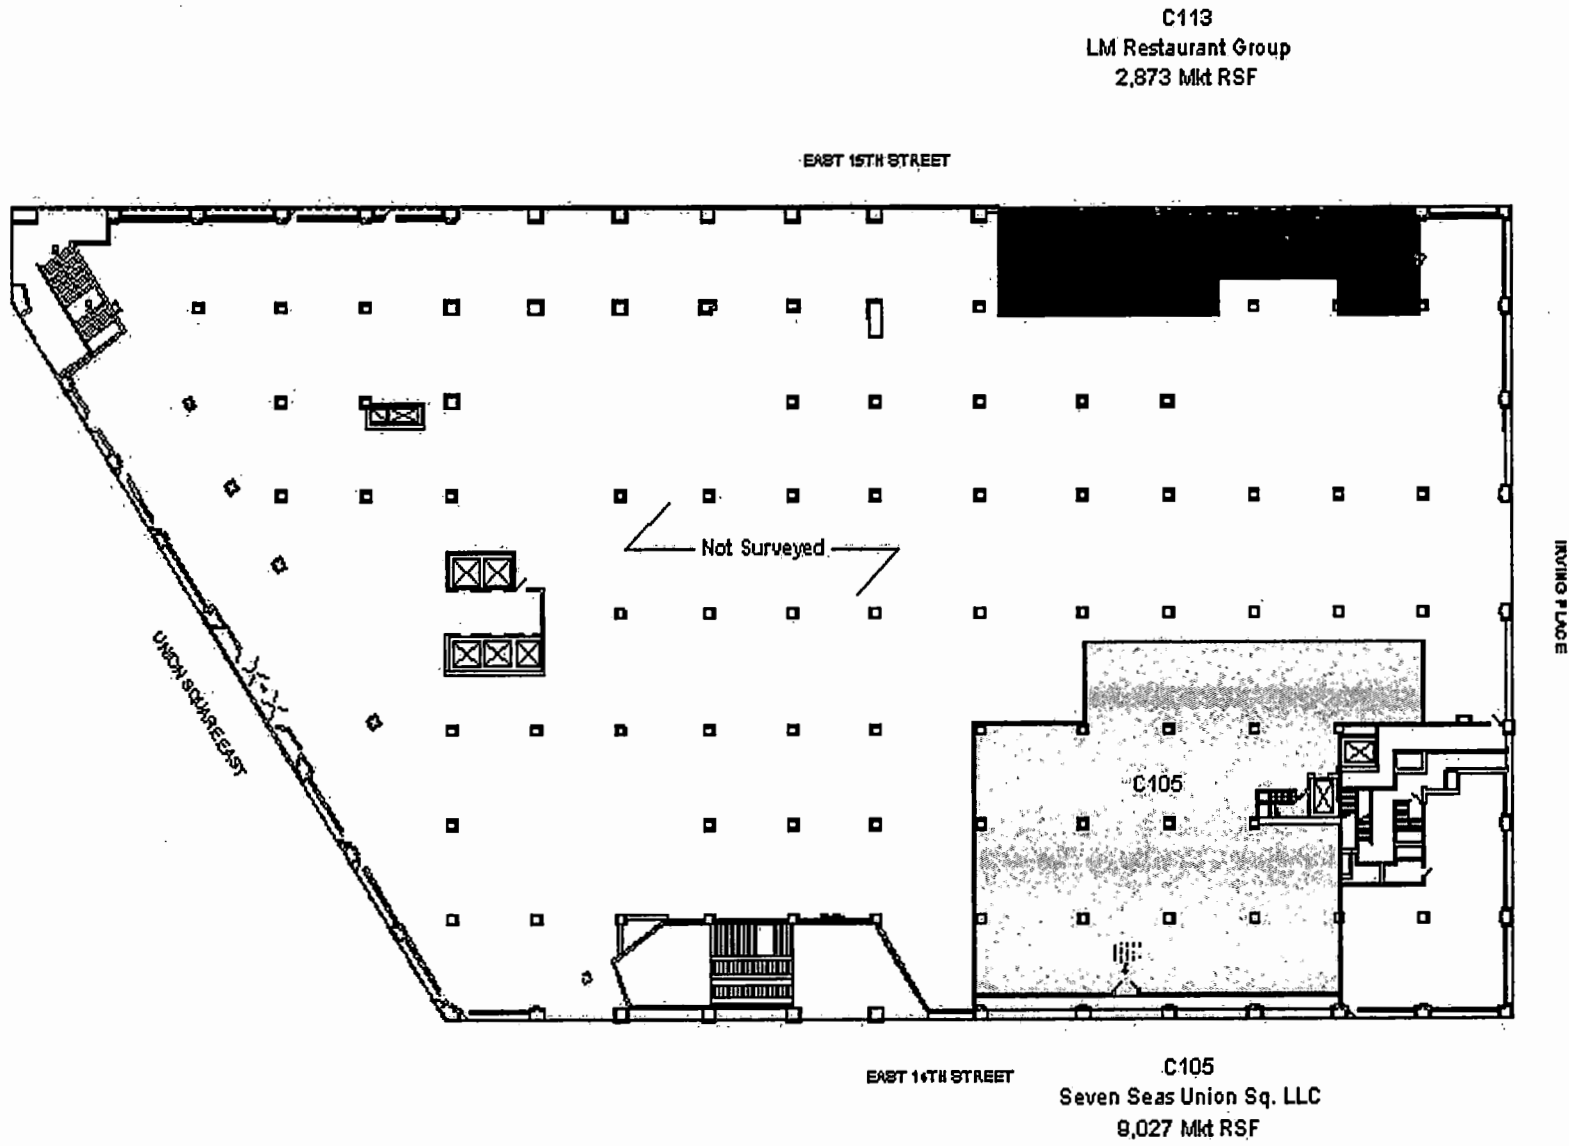 C113
LM Restaurant Group
2,873 Mkt RSF
EAST 15TH STREET
Not Surveyed
IRVING PLACE
UNION SQUARE EAST
C105
EAST 14TH STREET
C105
Seven Seas Union Sq. LLC
9,027 Mkt RSF